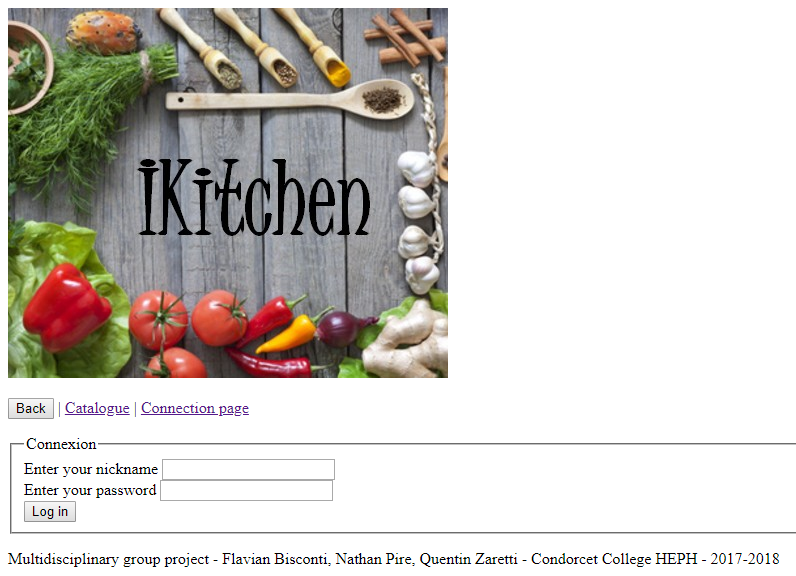 iKitchen
Back | Catalogue | Connection page
Connexion
Enter your nickname
Enter your password
Log in
Multidisciplinary group project - Flavian Bisconti, Nathan Pire, Quentin Zaretti - Condorcet College HEPH - 2017-2018